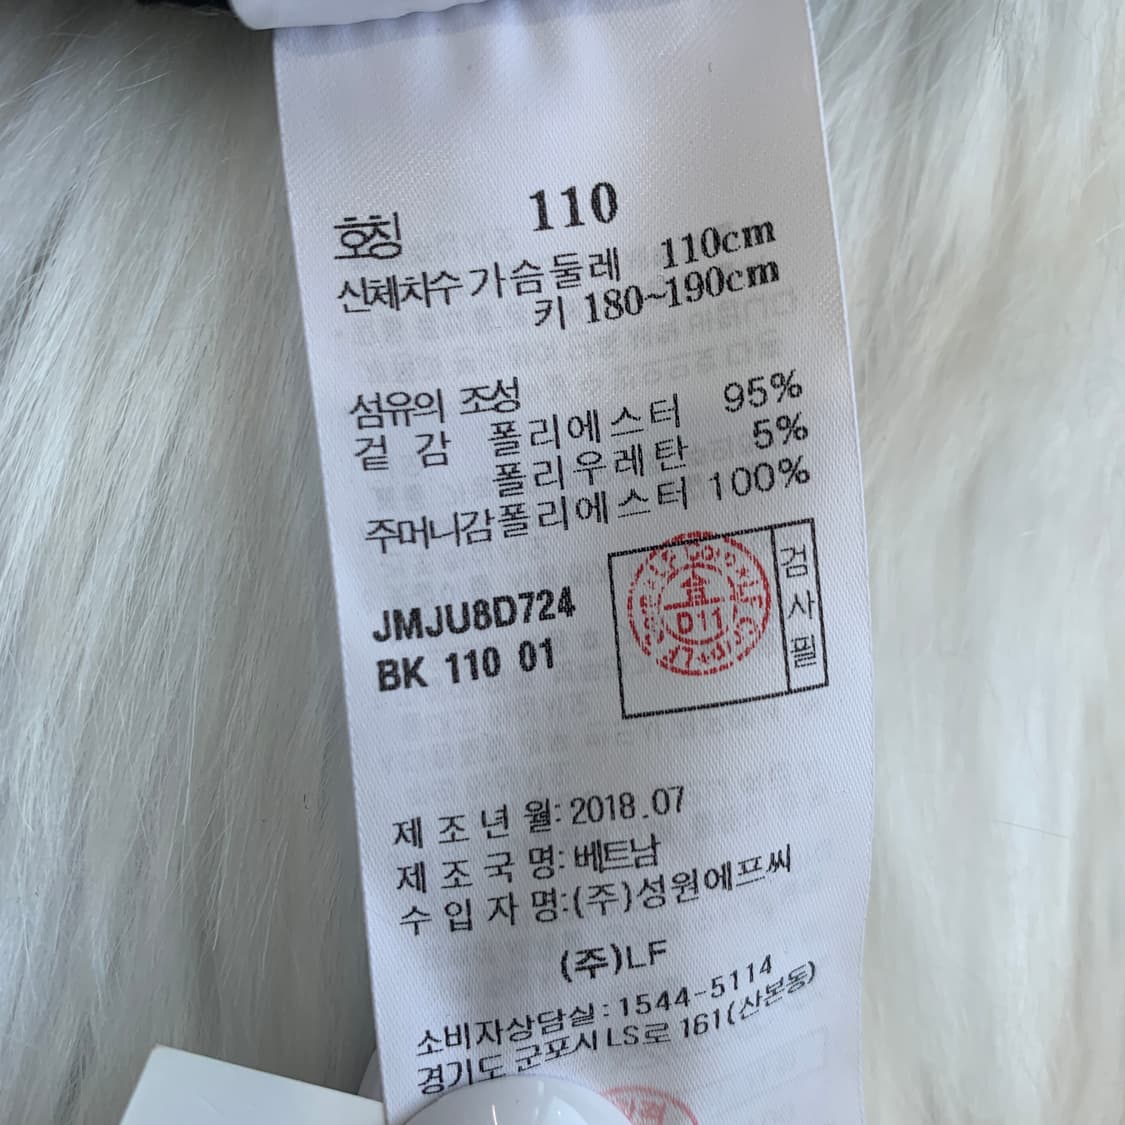 호칭 110
신체치수 가슴둘레 110cm
키 180~190cm
섬유의 조성
겉 감 폴리에스터 95%
폴리우레탄 5%
주머니감 폴리에스터 100%
JMJU8D724
BK 110 01
검사필
D11
제 조 년 월: 2018.07
제 조 국 명: 베트남
수 입 자 명:(주)성원에프씨
(주)LF
소비자상담실:1544-5114
경기도 군포시 LS로 161(산본동)